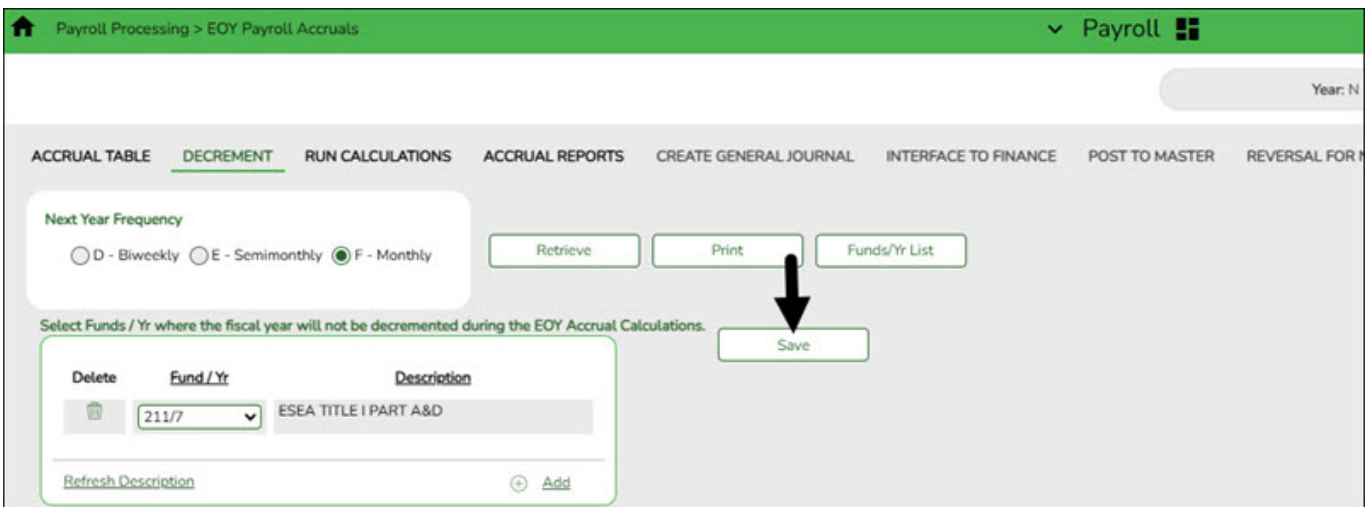 Payroll Processing > EOY Payroll Accruals
Payroll
Year: N
ACCRUAL TABLE DECREMENT RUN CALCULATIONS ACCRUAL REPORTS CREATE GENERAL JOURNAL INTERFACE TO FINANCE POST TO MASTER REVERSAL FOR
Next Year Frequency
D - Biweekly E - Semimonthly F - Monthly
Retrieve Print Funds/Yr List
Select Funds / Yr where the fiscal year will not be decremented during the EOY Accrual Calculations.
Save
Delete Fund / Yr Description
211/7 ESEA TITLE I PART A&D
Refresh Description Add